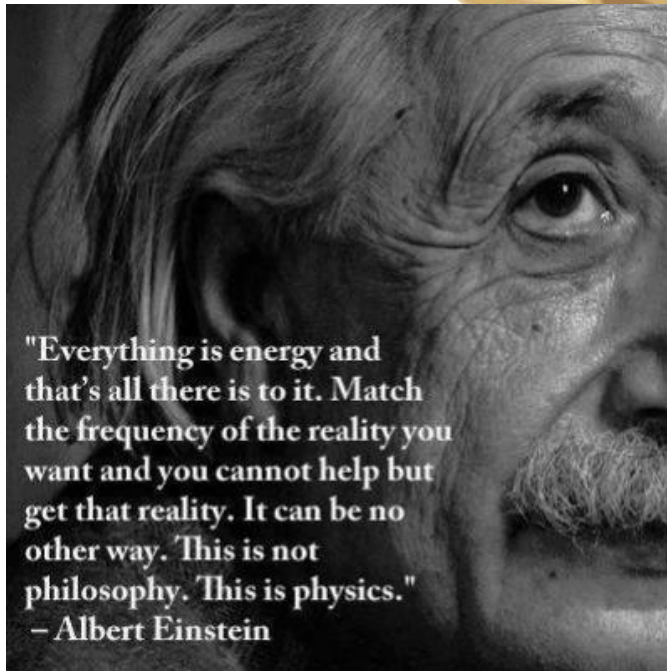 "Everything is energy and
that’s all there is to it. Match
the frequency of the reality you
want and you cannot help but
get that reality. It can be no
other way. This is not
philosophy. This is physics."
– Albert Einstein